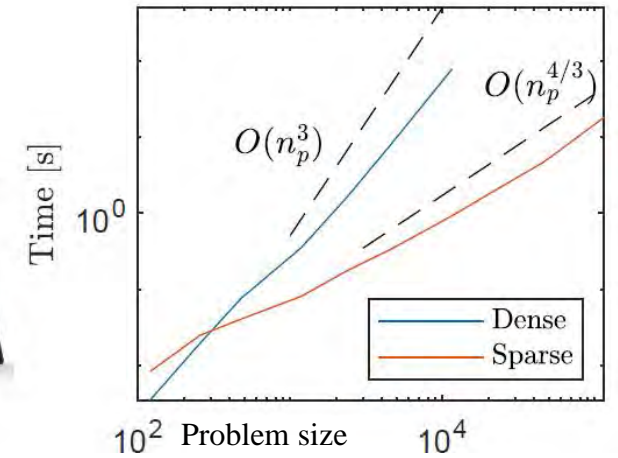 O(n_p^{4/3})
O(n_p^3)
Time [s]
10^0
Dense
Sparse
10^2 Problem size 10^4